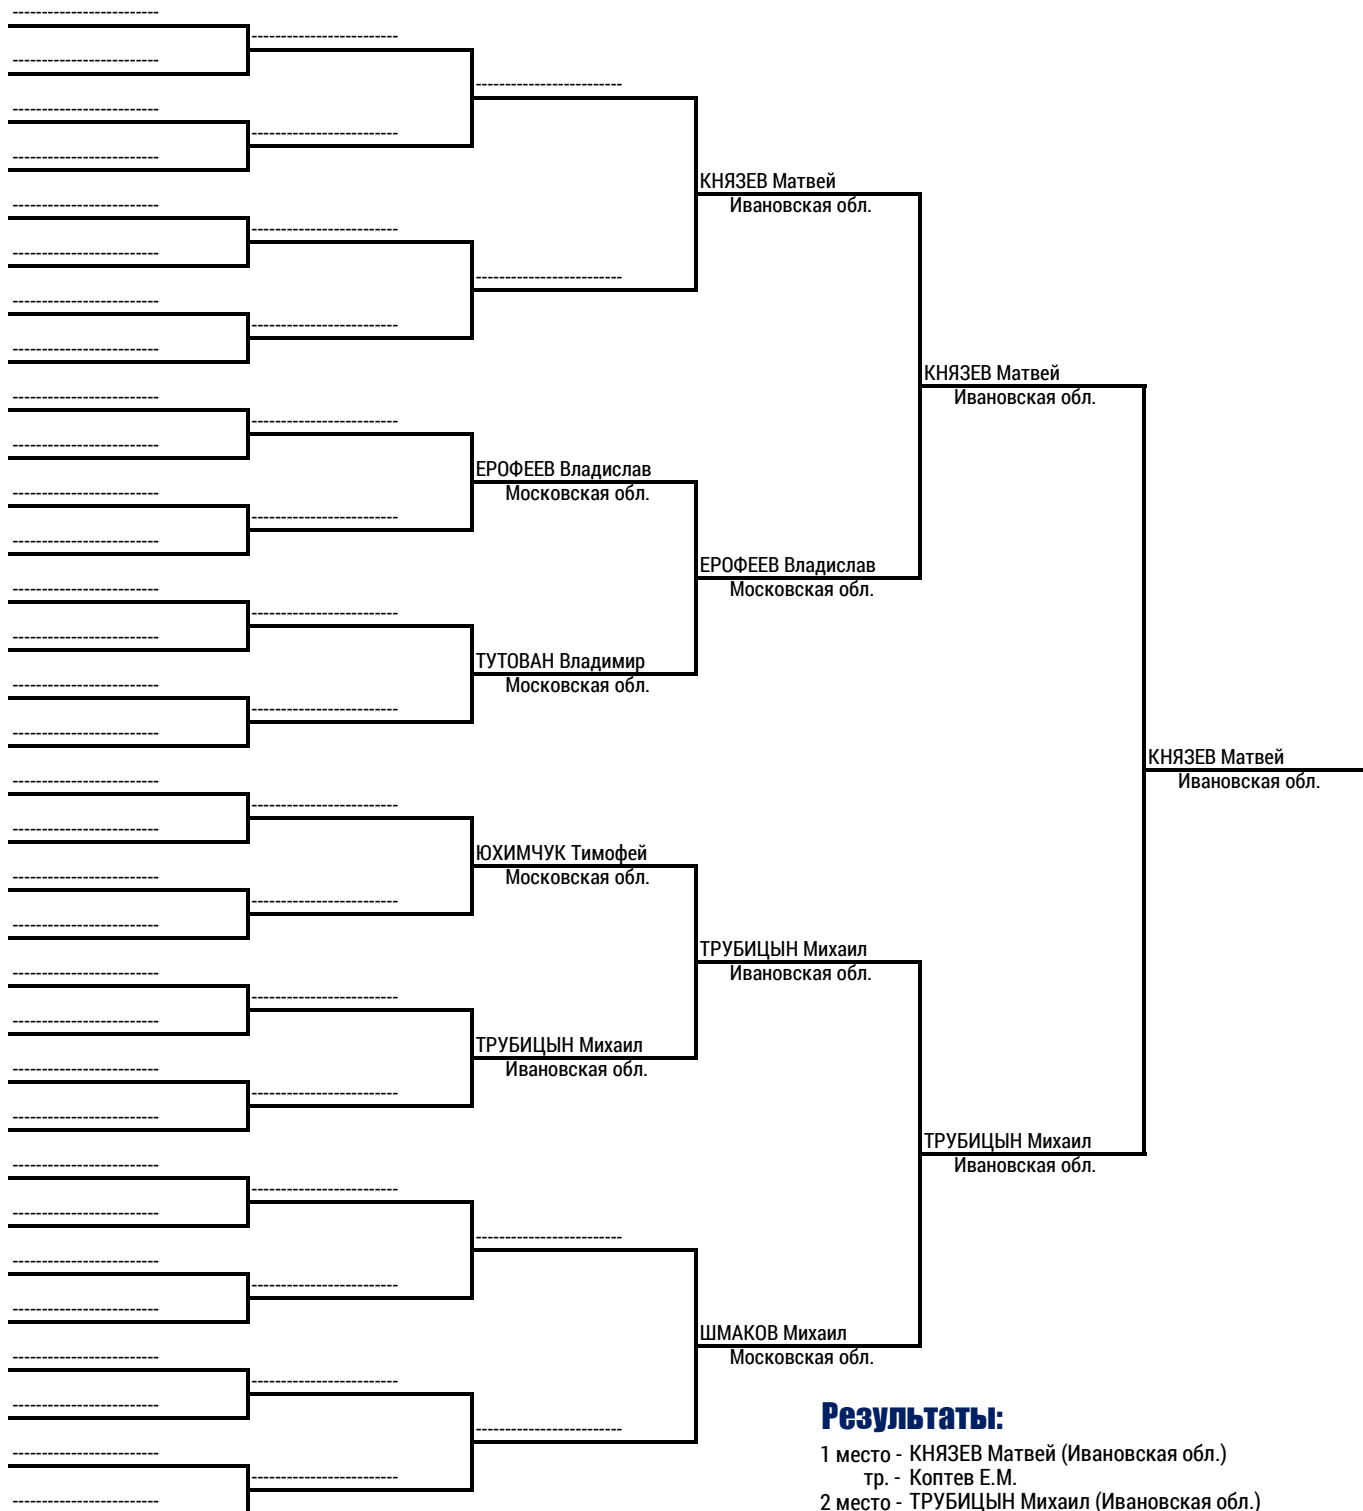 КНЯЗЕВ Матвей
Ивановская обл.
КНЯЗЕВ Матвей
Ивановская обл.
ЕРОФЕЕВ Владислав
Московская обл.
ЕРОФЕЕВ Владислав
Московская обл.
ТУТОВАН Владимир
Московская обл.
КНЯЗЕВ Матвей
Ивановская обл.
ЮХИМЧУК Тимофей
Московская обл.
ТРУБИЦЫН Михаил
Ивановская обл.
ТРУБИЦЫН Михаил
Ивановская обл.
ТРУБИЦЫН Михаил
Ивановская обл.
ШМАКОВ Михаил
Московская обл.
Результаты:
1 место - КНЯЗЕВ Матвей (Ивановская обл.)
тр. - Коптев Е.М.
2 место - ТРУБИЦЫН Михаил (Ивановская обл.)